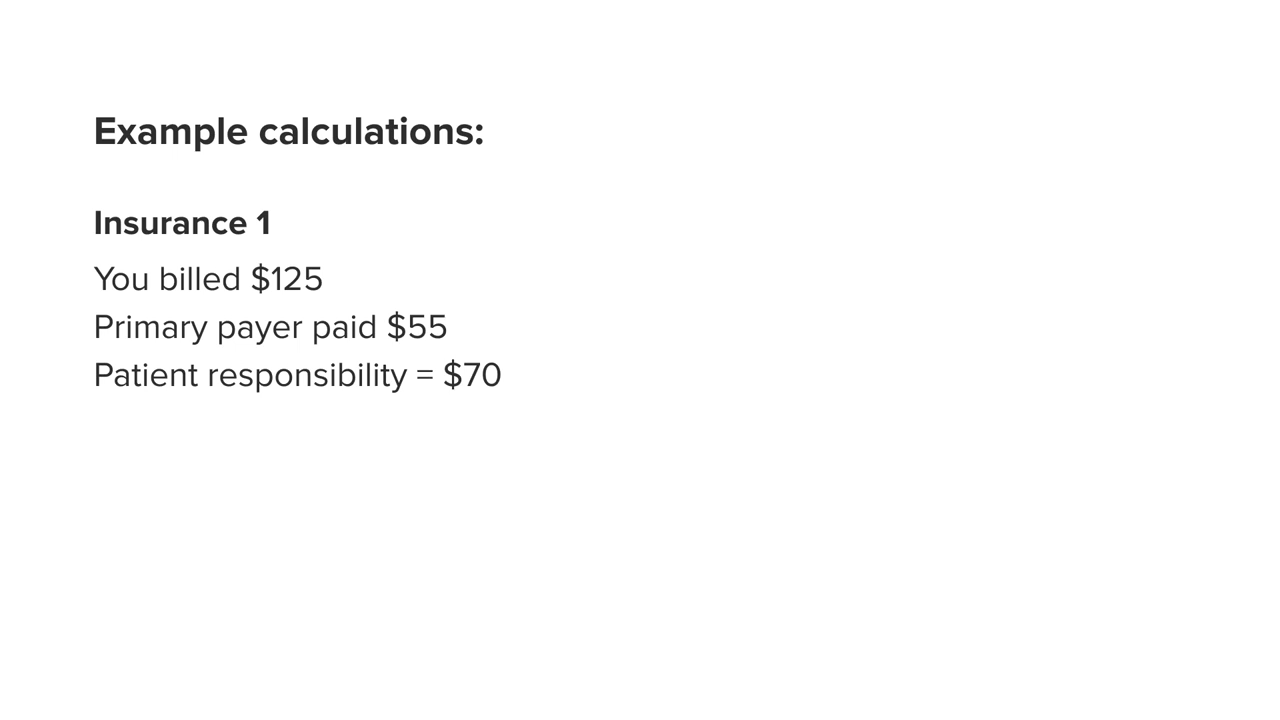 Example calculations:
Insurance 1
You billed $125
Primary payer paid $55
Patient responsibility = $70